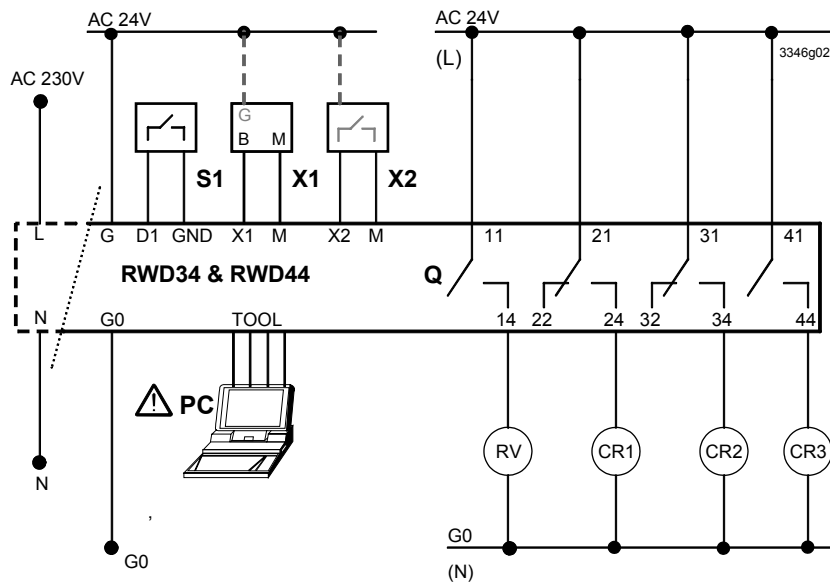 AC 24V AC 24V
(L) 3346g02
AC 230V
G
B M
S1 X1 X2
L G D1 GND X1 M X2 M 11 21 31 41
RWD34 & RWD44 Q
N G0 TOOL 14 22 24 32 34 44
PC
RV CR1 CR2 CR3
N
,
G0
G0 (N)